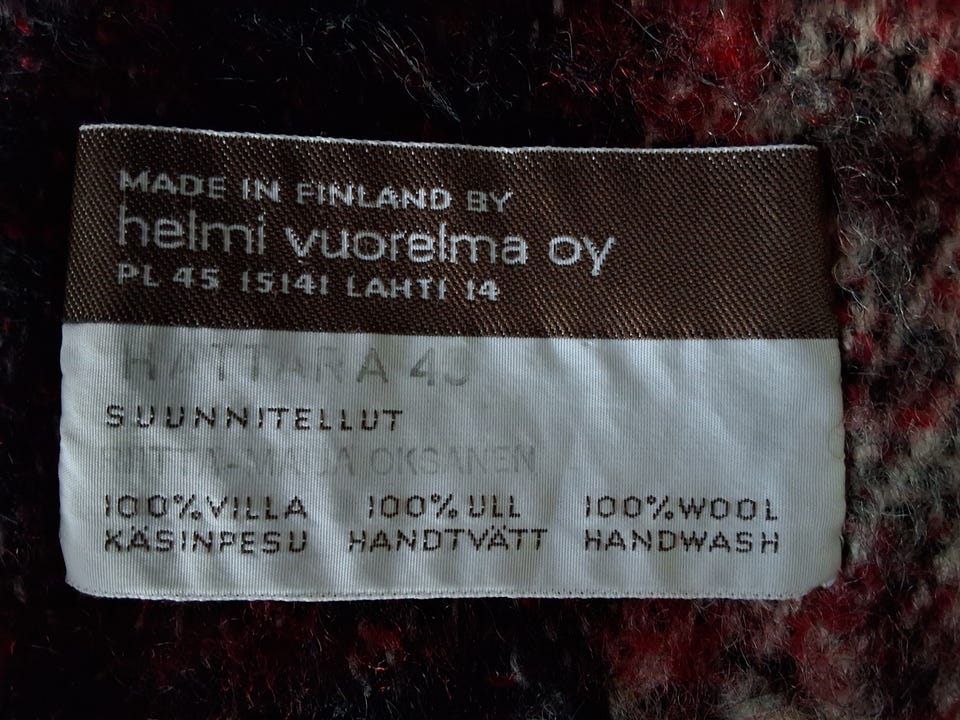 MADE IN FINLAND BY
helmi vuorelma oy
PL 45 15141 LAHTI 14
HATTARA
SUUNNITELLUT
OKSANEN
100% VILLA 100% ULL 100% WOOL
KÄSINPESU HANDTVÄTT HANDWASH